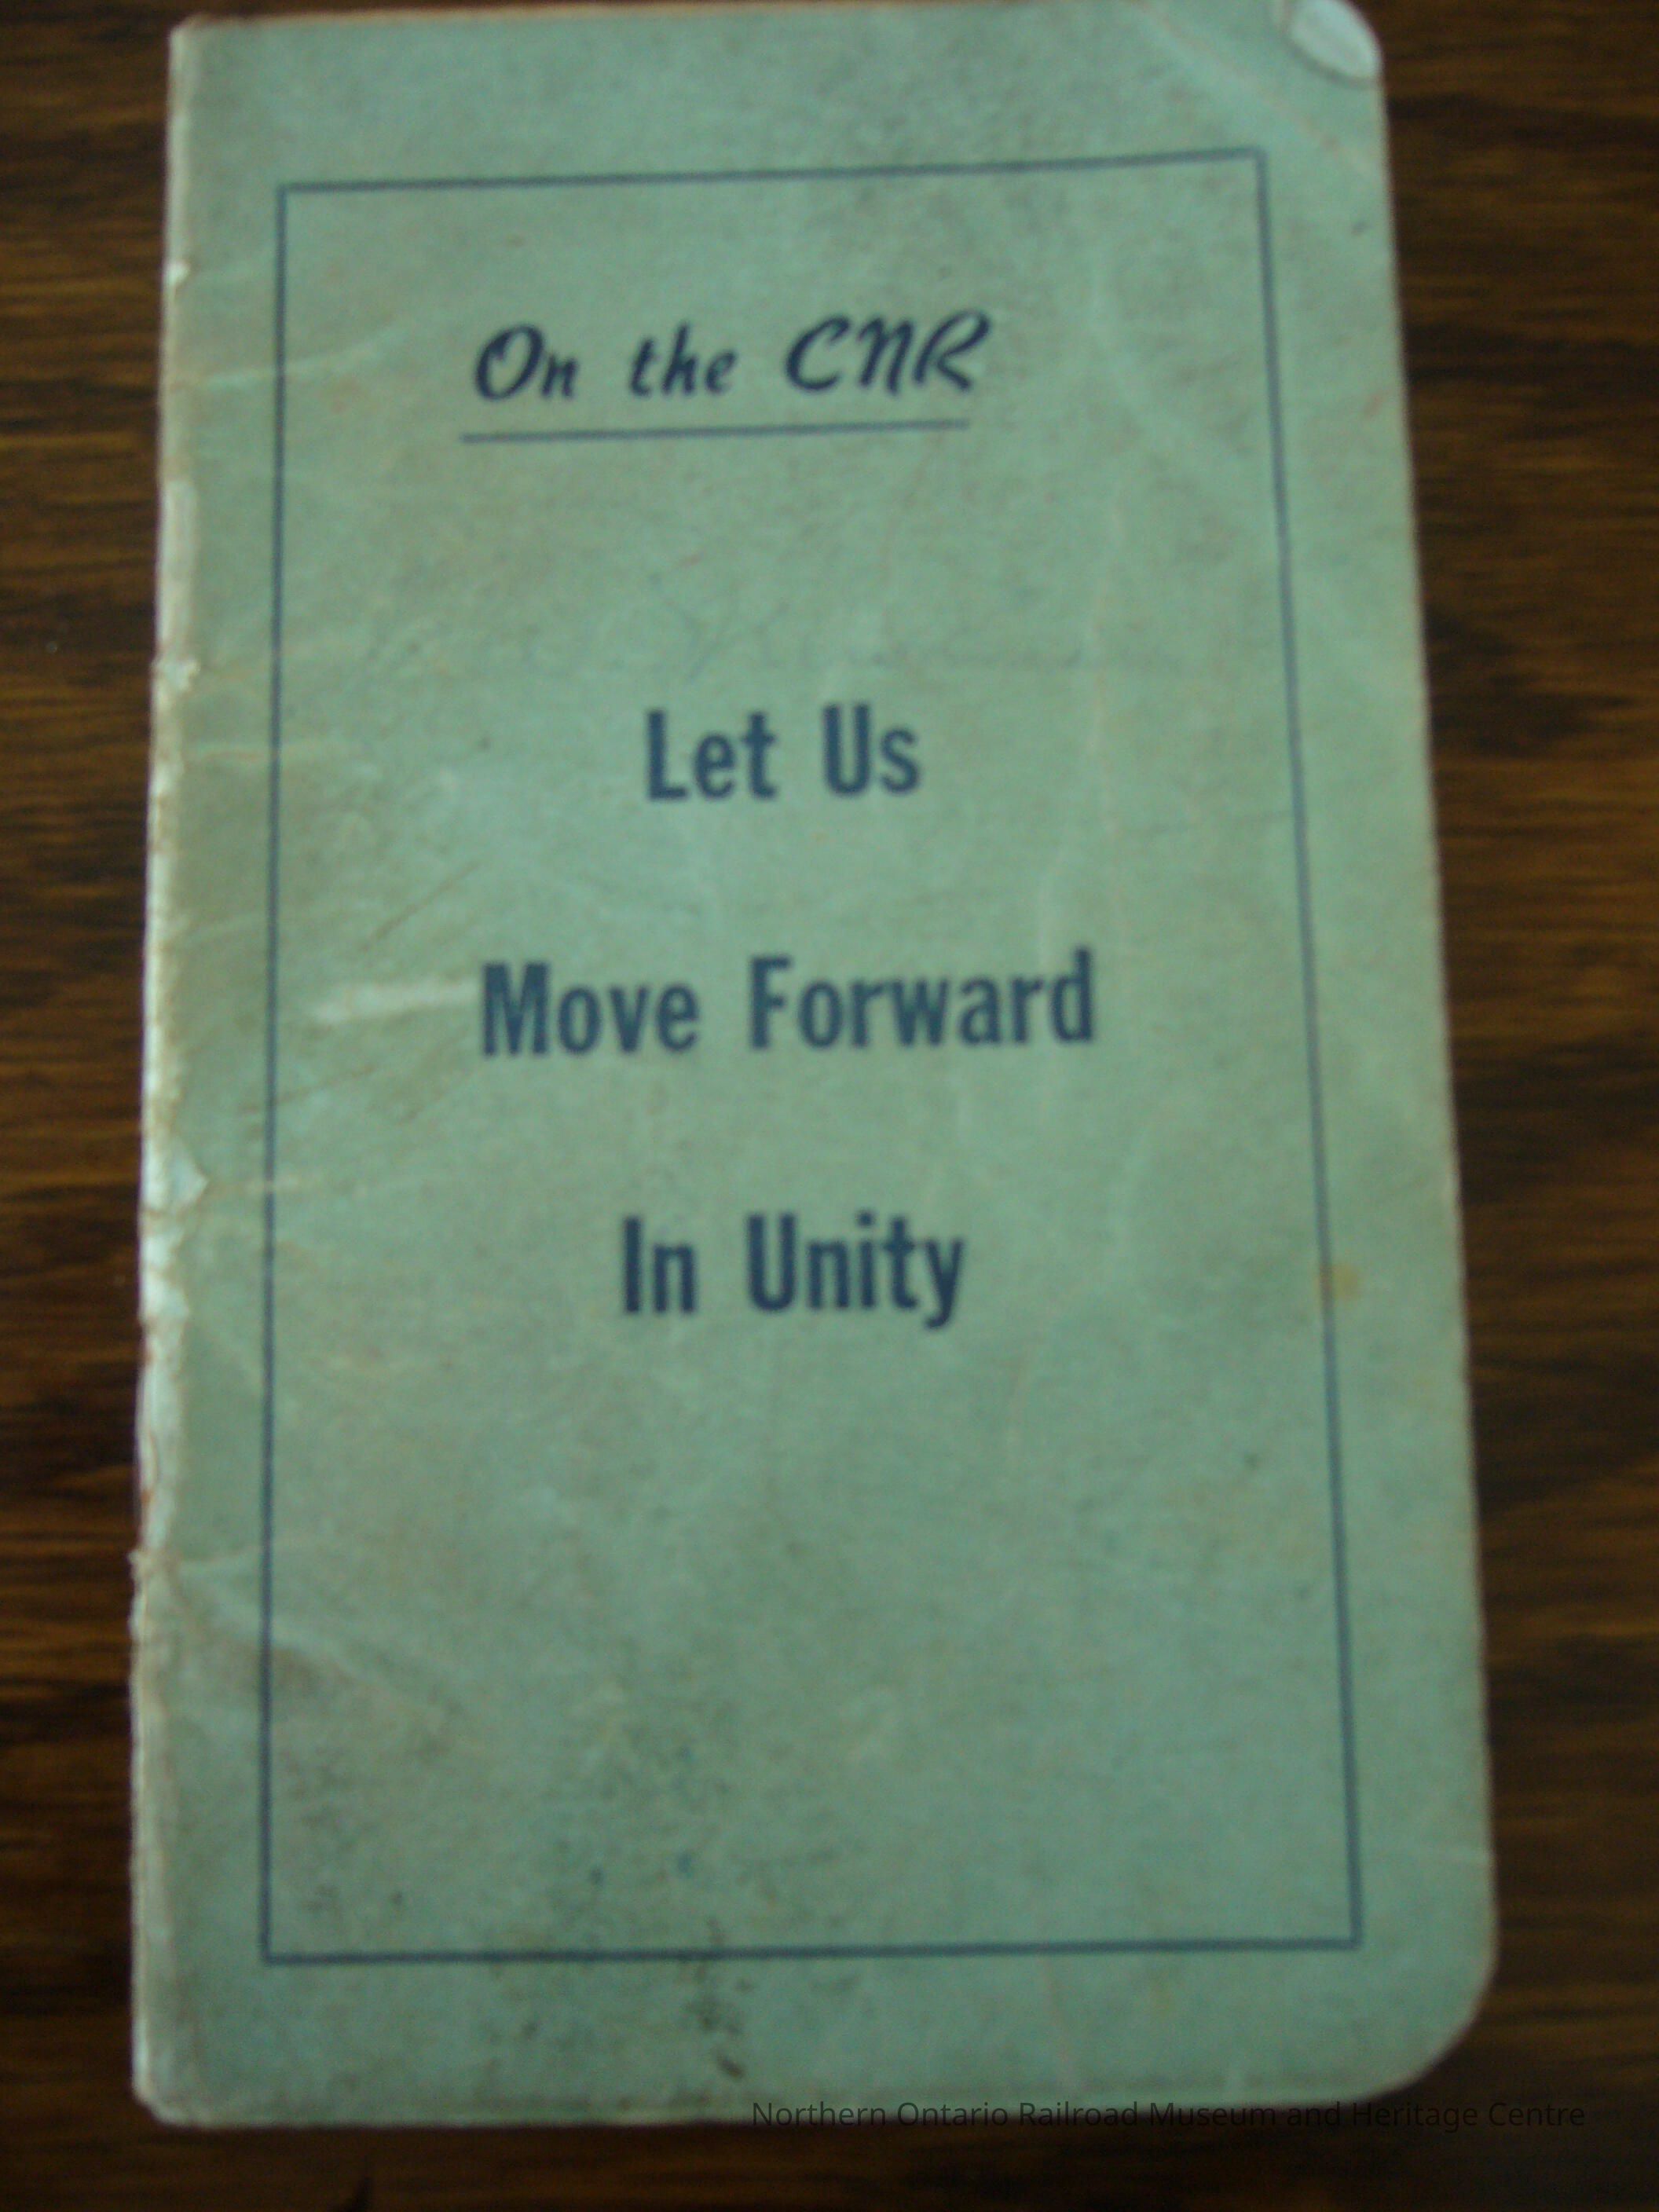 On the CNR
Let Us
Move Forward
In Unity
Northern Ontario Railroad Museum and Heritage Centre